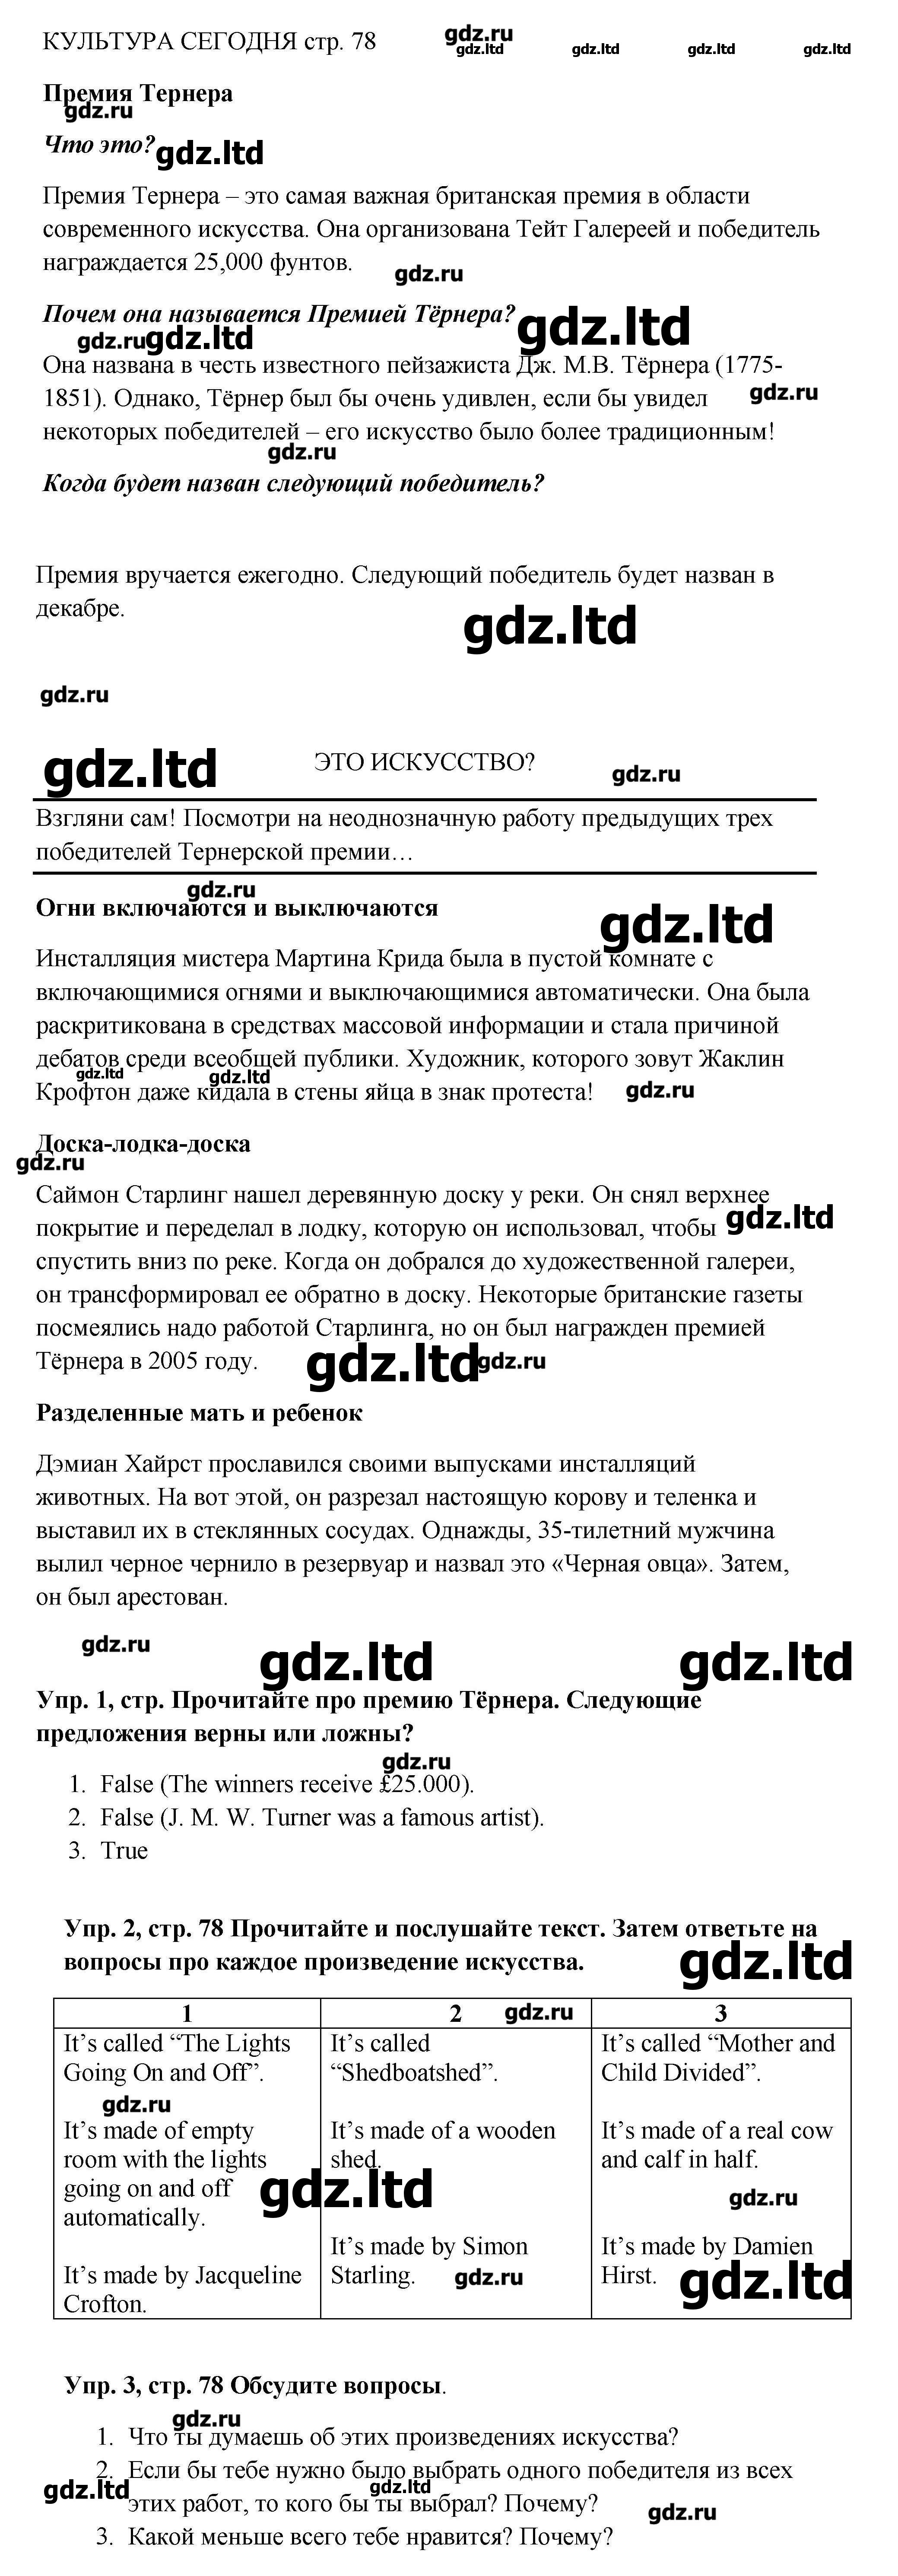 КУЛЬТУРА СЕГОДНЯ стр. 78
gdz.ru
gdz.ltd gdz.ltd gdz.ltd gdz.ltd
Премия Тернера
gdz.ru
Что это?
gdz.ltd
Премия Тернера – это самая важная британская премия в области
современного искусства. Она организована Тейт Галереей и победитель
награждается 25,000 фунтов.
gdz.ru
Почем она называется Премией Тёрнера?
gdz.ltd
gdz.ru
gdz.ltd
Она названа в честь известного пейзажиста Дж. М.В. Тёрнера (1775-
1851). Однако, Тёрнер был бы очень удивлен, если бы увидел
gdz.ru
некоторых победителей – его искусство было более традиционным!
gdz.ru
Когда будет назван следующий победитель?
Премия вручается ежегодно. Следующий победитель будет назван в
декабре.
gdz.ltd
gdz.ru
gdz.ltd
ЭТО ИСКУССТВО?
gdz.ru
Взгляни сам! Посмотри на неоднозначную работу предыдущих трех
победителей Тернерской премии…
gdz.ru
Огни включаются и выключаются
gdz.ltd
Инсталляция мистера Мартина Крида была в пустой комнате с
включающимися огнями и выключающимися автоматически. Она была
раскритикована в средствах массовой информации и стала причиной
дебатов среди всеобщей публики. Художник, которого зовут Жаклин
gdz.ltd
gdz.ltd
Крофтон даже кидала в стены яйца в знак протеста!
gdz.ru
Доска-лодка-доска
gdz.ru
Саймон Старлинг нашел деревянную доску у реки. Он снял верхнее
покрытие и переделал в лодку, которую он использовал, чтобы
gdz.ltd
спустить вниз по реке. Когда он добрался до художественной галереи,
он трансформировал ее обратно в доску. Некоторые британские газеты
посмеялись надо работой Старлинга, но он был награжден премией
Тёрнера в 2005 году.
gdz.ltd
gdz.ru
Разделенные мать и ребенок
Дэмиан Хайрст прославился своими выпусками инсталляций
животных. На вот этой, он разрезал настоящую корову и теленка и
выставил их в стеклянных сосудах. Однажды, 35-тилетний мужчина
вылил черное чернило в резервуар и назвал это «Черная овца». Затем,
он был арестован.
gdz.ru
gdz.ltd
gdz.ltd
Упр. 1, стр. Прочитайте про премию Тёрнера. Следующие
предложения верны или ложны?
gdz.ru
1. False (The winners receive £25.000).
2. False (J. M. W. Turner was a famous artist).
3. True
Упр. 2, стр. 78 Прочитайте и послушайте текст. Затем ответьте на
вопросы про каждое произведение искусства.
gdz.ltd
1
It’s called “The Lights
Going On and Off”.
gdz.ru
It’s made of empty
room with the lights
going on and off
automatically.
It’s made by Jacqueline
Crofton.
2
gdz.ru
It’s called
“Shedboatshed”.
It’s made of a wooden
shed.
gdz.ltd
It’s made by Simon
Starling.
gdz.ru
3
It’s called “Mother and
Child Divided”.
It’s made of a real cow
and calf in half.
gdz.ru
It’s made by Damien
Hirst.
gdz.ltd
Упр. 3, стр. 78 Обсудите вопросы.
gdz.ru
1. Что ты думаешь об этих произведениях искусства?
2. Если бы тебе нужно было выбрать одного победителя из всех
gdz.ltd
gdz.ltd
этих работ, то кого бы ты выбрал? Почему?
gdz.ru
3. Какой меньше всего тебе нравится? Почему?